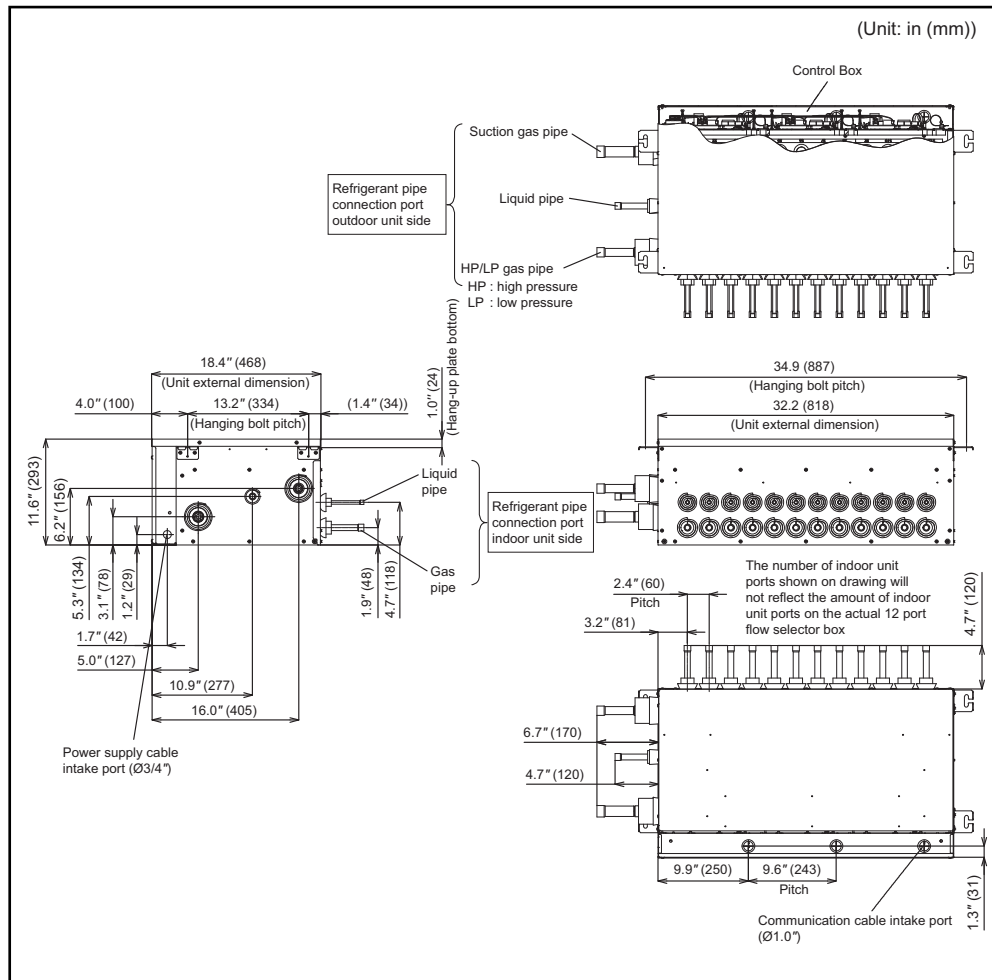 (Unit: in (mm))
Control Box
Suction gas pipe
Refrigerant pipe
connection port
outdoor unit side
Liquid pipe
HP/LP gas pipe
HP : high pressure
LP : low pressure
18.4″ (468)
(Unit external dimension)
4.0″ (100)
13.2″ (334)
(1.4″ (34))
(Hanging bolt pitch)
1.0″ (24)
(Hang-up plate bottom)
11.6″ (293)
6.2″ (156)
5.3″ (134)
3.1″ (78)
1.2″ (29)
1.7″ (42)
5.0″ (127)
10.9″ (277)
16.0″ (405)
Power supply cable
intake port (Ø3/4″)
Liquid
pipe
Gas
pipe
1.9″ (48)
4.7″ (118)
Refrigerant pipe
connection port
indoor unit side
34.9 (887)
(Hanging bolt pitch)
32.2 (818)
(Unit external dimension)
The number of indoor unit
ports shown on drawing will
not reflect the amount of indoor
unit ports on the actual 12 port
flow selector box
2.4″ (60)
Pitch
3.2″ (81)
4.7″ (120)
6.7″ (170)
4.7″ (120)
9.9″ (250)
9.6″ (243)
Pitch
1.3″ (31)
Communication cable intake port
(Ø1.0″)